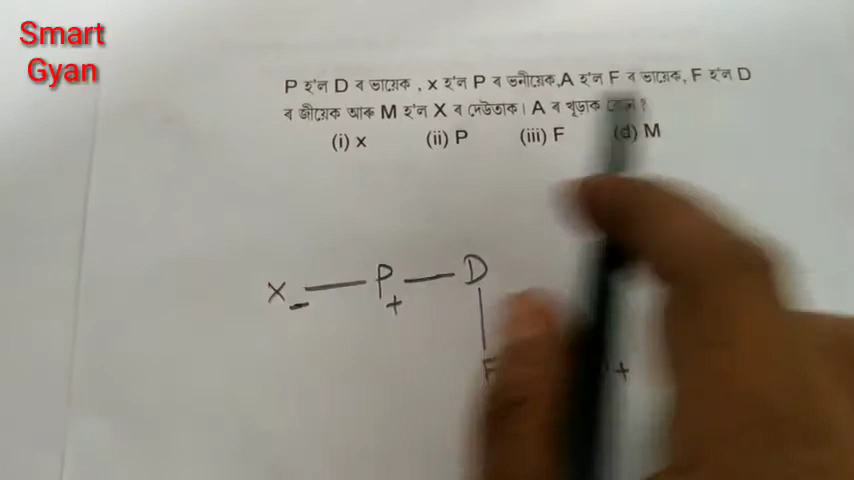 Smart
Gyan
P হ'ল D ৰ ভায়েক , x হ'ল P ৰ ভনীয়েক,A হ'ল F ৰ ভায়েক, F হ'ল D
ৰ জীয়েক আৰু M হ'ল X ৰ দেউতাক। A ৰ খুড়াক কোন ?
(i) x (ii) P (iii) F (d) M
X — P — D
- +
F +